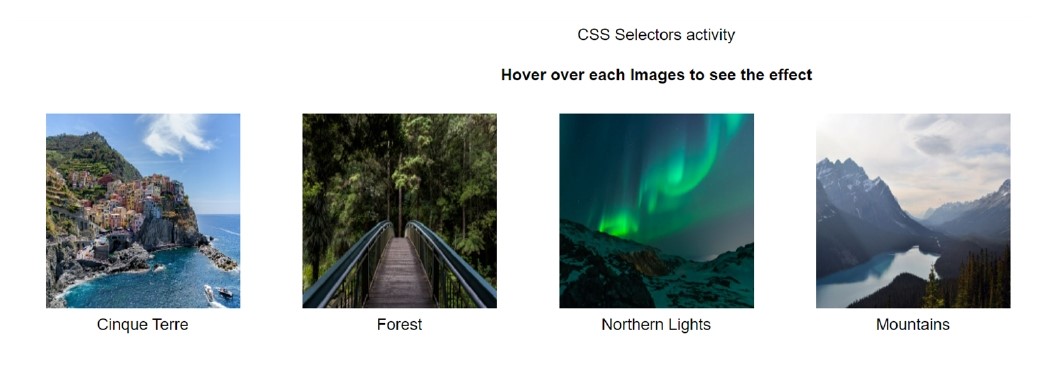 CSS Selectors activity
Hover over each Images to see the effect
Cinque Terre
Forest
Northern Lights
Mountains